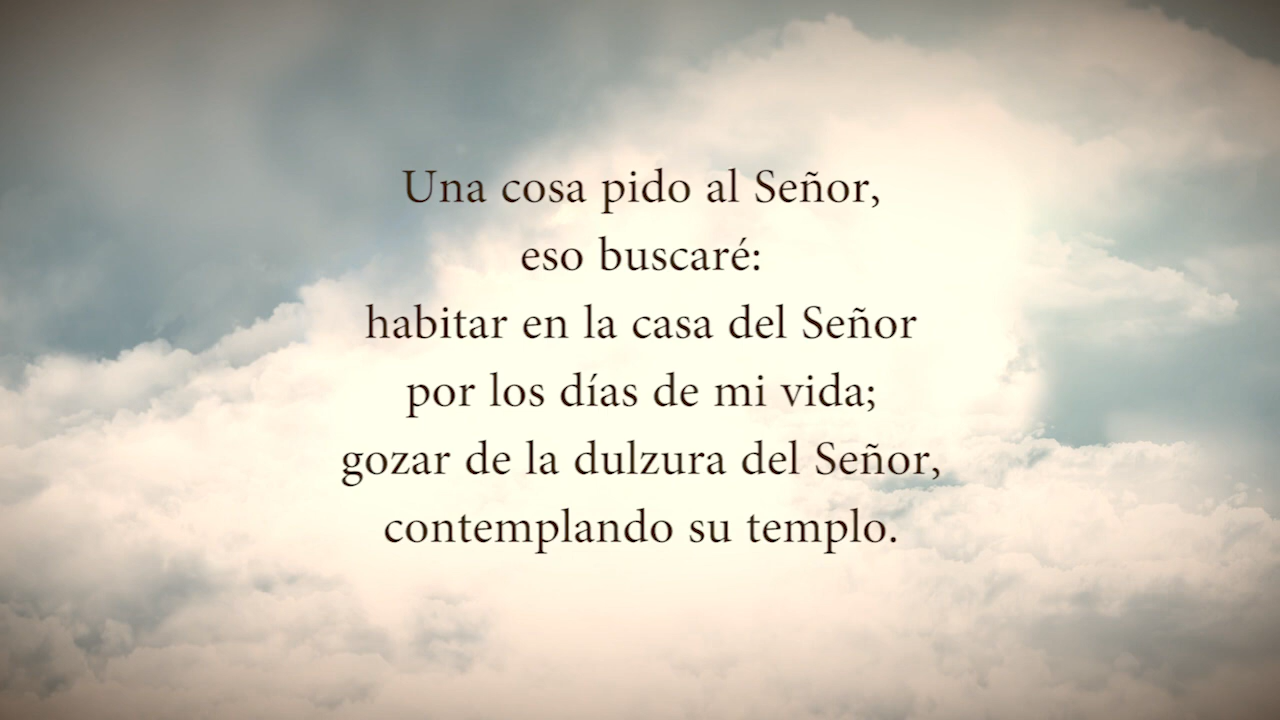 Una cosa pido al Señor,
eso buscaré:
habitar en la casa del Señor
por los días de mi vida;
gozar de la dulzura del Señor,
contemplando su templo.